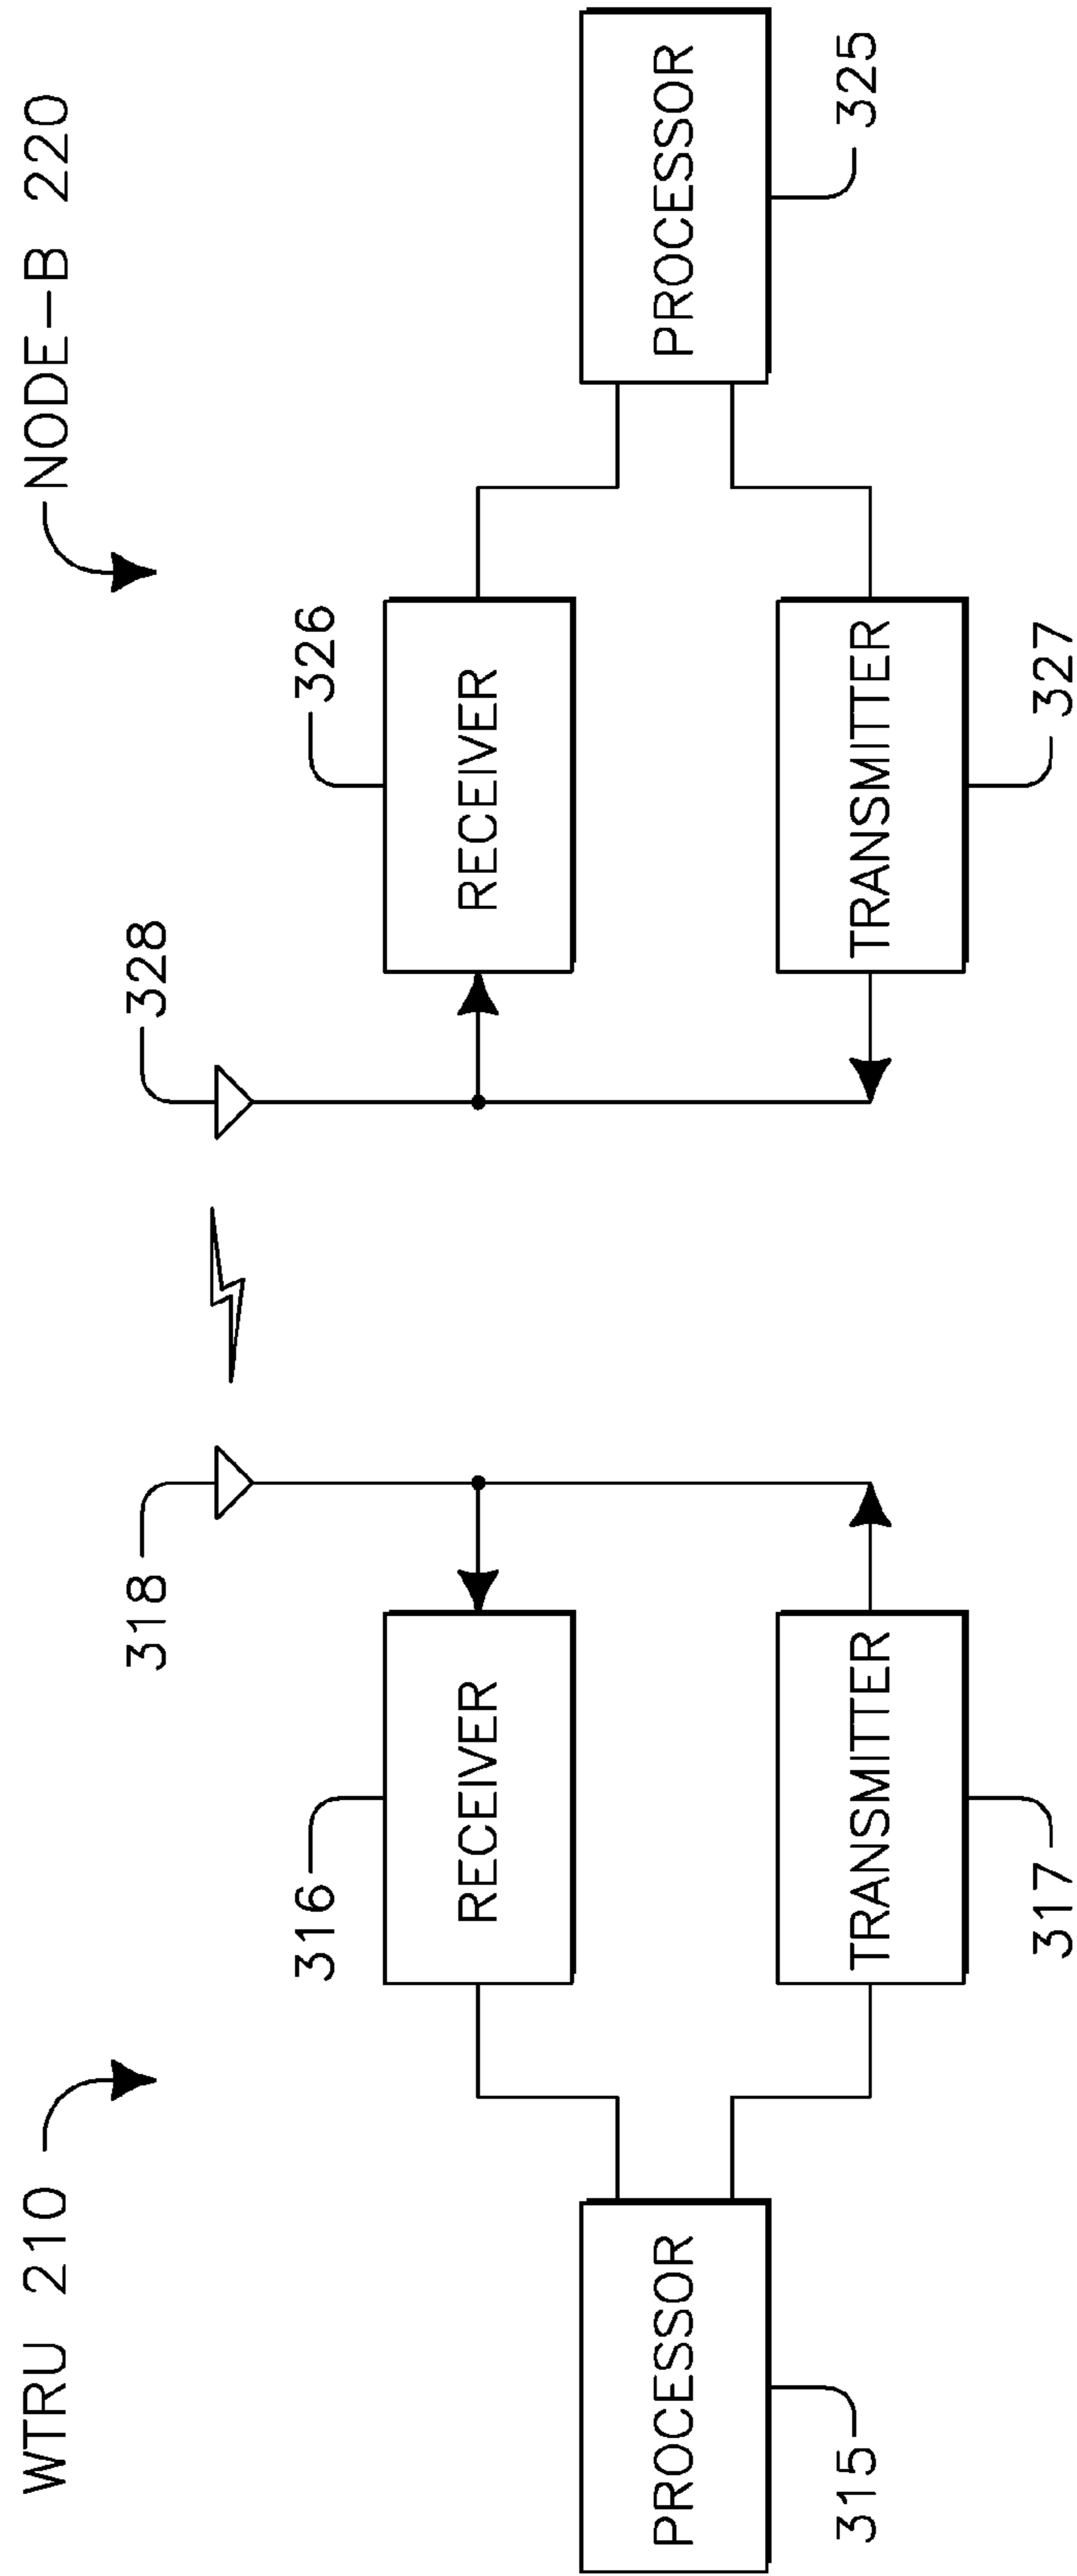 WTRU 210
NODE-B 220
318
328
316
326
RECEIVER
RECEIVER
PROCESSOR
PROCESSOR
315
325
TRANSMITTER
TRANSMITTER
317
327